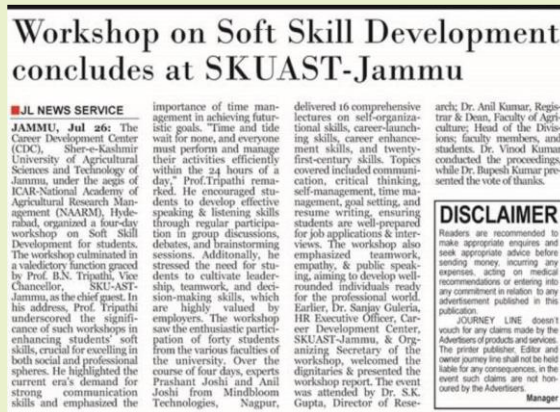 Workshop on Soft Skill Development
concludes at SKUAST-Jammu
JL NEWS SERVICE
JAMMU, Jul 26: The
Career Development Center
(CDC), Sher-e-Kashmir
University of Agricultural
Sciences and Technology of
Jammu, under the aegis of
ICAR-National Academy of
Agricultural Research Man-
agement (NAARM), Hyde-
rabad, organized a four-day
workshop on Soft Skill
Development for students.
The workshop culminated in
a valedictory function graced
by Prof. B.N. Tripathi, Vice
Chancellor, SKU-AST-
Jammu, as the chief guest. In
his address, Prof. Tripathi
underscored the signifi-
cance of such workshops in
enhancing students' soft
skills, crucial for excelling in
both social and professional
spheres. He highlighted the
current era's demand for
strong communication
skills and emphasized the
importance of time man-
agement in achieving futur-
istic goals. "Time and tide
wait for none, and everyone
must perform and manage
their activities efficiently
within the 24 hours of a
day," Prof.Tripathi remar-
ked. He encouraged stu-
dents to develop effective
speaking & listening skills
through regular participa-
tion in group discussions,
debates, and brainstorming
sessions. Additonally, he
stressed the need for stu-
dents to cultivate leader-
ship, teamwork, and deci-
sion-making skills, which
are highly valued by
employers. The workshop
saw the enthusiastic partici-
pation of forty students
from the various faculties of
the university. Over the
course of four days, experts
Prashant Joshi and Anil
Joshi from Mindbloom
Technologies, Nagpur,
delivered 16 comprehensive
lectures on self-organiza-
tional skills, career-launch-
ing skills, career enhance-
ment skills, and twenty
first-century skills. Topics
covered included communi-
cation, critical thinking,
self-management, time ma-
nagement, goal setting, and
resume writing, ensuring
students are well-prepared
for job applications & inter-
views. The workshop also
emphasized teamwork,
empathy, & public speak-
ing, aiming to develop well-
rounded individuals ready
for the professional world.
Earlier, Dr. Sanjay Guleria,
HR Executive Officer, Car-
eer Development Center,
SKUAST-Jammu, & Org-
anizing Secretary of the
workshop, welcomed the
dignitaries & presented the
workshop report. The event
was attended by Dr. S.K.
Gupta, Director of Rese-
arch; Dr. Anil Kumar, Regis-
trar & Dean, Faculty of Agri-
culture; Head of the Divis-
ions; faculty members, and
students. Dr. Vinod Kumar
conducted the proceedings,
while Dr. Bupesh Kumar pre-
sented the vote of thanks.
DISCLAIMER
Readers are recommended to
make appropriate enquires and
seek appropriate advice before
sending money, incurring any
expenses, acting on medical
recommendations or entering into
any commitment in relation to any
advertisement published in this
publication.
JOURNEY LINE doesn't
vouch for any claims made by the
Advertisers of products and services.
The printer publisher, Editor and
owner journey line shall not be held
liable for any consequences, in the
event such claims are not hon-
oured by the Advertisers.
Manager